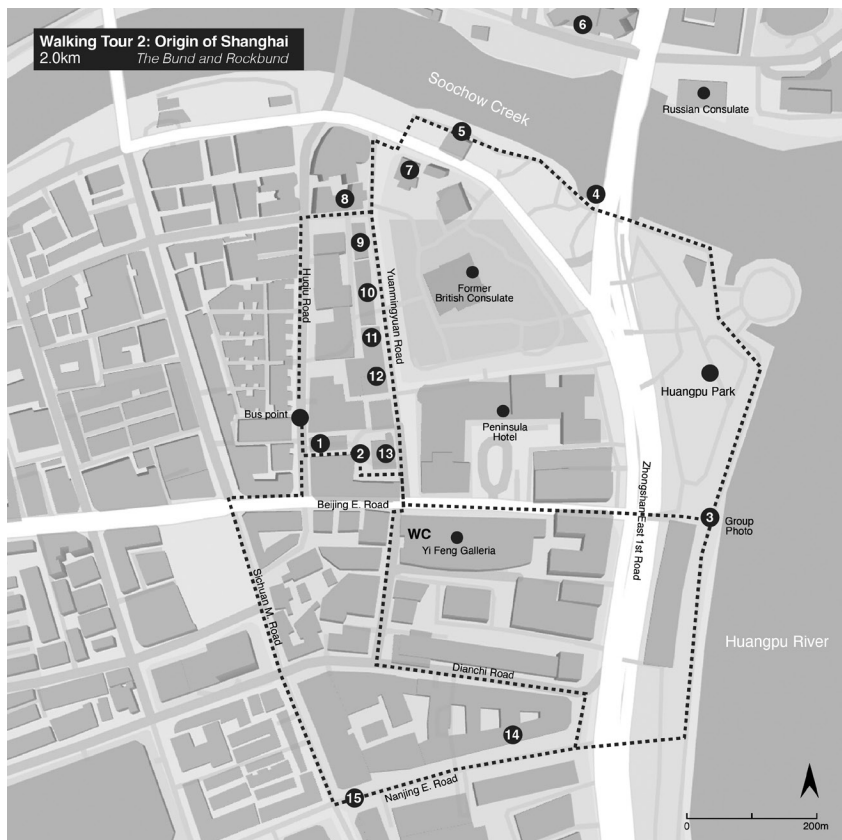 Walking Tour 2: Origin of Shanghai
2.0km The Bund and Rockbund
6
Soochow Creek
Russian Consulate
5
7
4
8
9
Huqiu Road
Yuanmingyuan Road
Former
British Consulate
10
11
12
Huangpu Park
Bus point
Peninsula
Hotel
1
2
13
Zhongshan East 1st Road
Beijing E. Road
3
Group
Photo
WC
Yi Feng Galleria
Sichuan M. Road
Huangpu River
Dianchi Road
14
Nanjing E. Road
15
0
200m